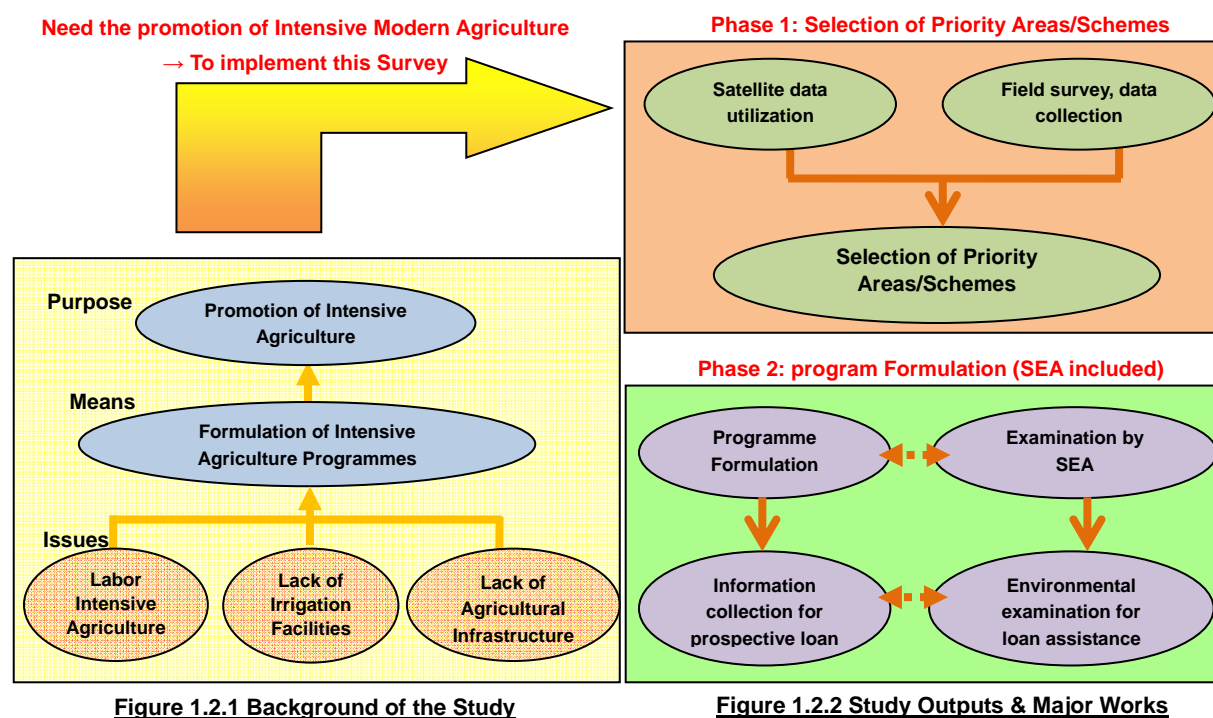 Need the promotion of Intensive Modern Agriculture
→ To implement this Survey
Purpose
Promotion of Intensive
Agriculture
Means
Formulation of Intensive
Agriculture Programmes
Issues
Labor
Intensive
Agriculture
Lack of
Irrigation
Facilities
Lack of
Agricultural
Infrastructure
Figure 1.2.1 Background of the Study
Phase 1: Selection of Priority Areas/Schemes
Satellite data
utilization
Field survey, data
collection
Selection of Priority
Areas/Schemes
Phase 2: program Formulation (SEA included)
Programme
Formulation
Examination by
SEA
Information
collection for
prospective loan
Environmental
examination for
loan assistance
Figure 1.2.2 Study Outputs & Major Works